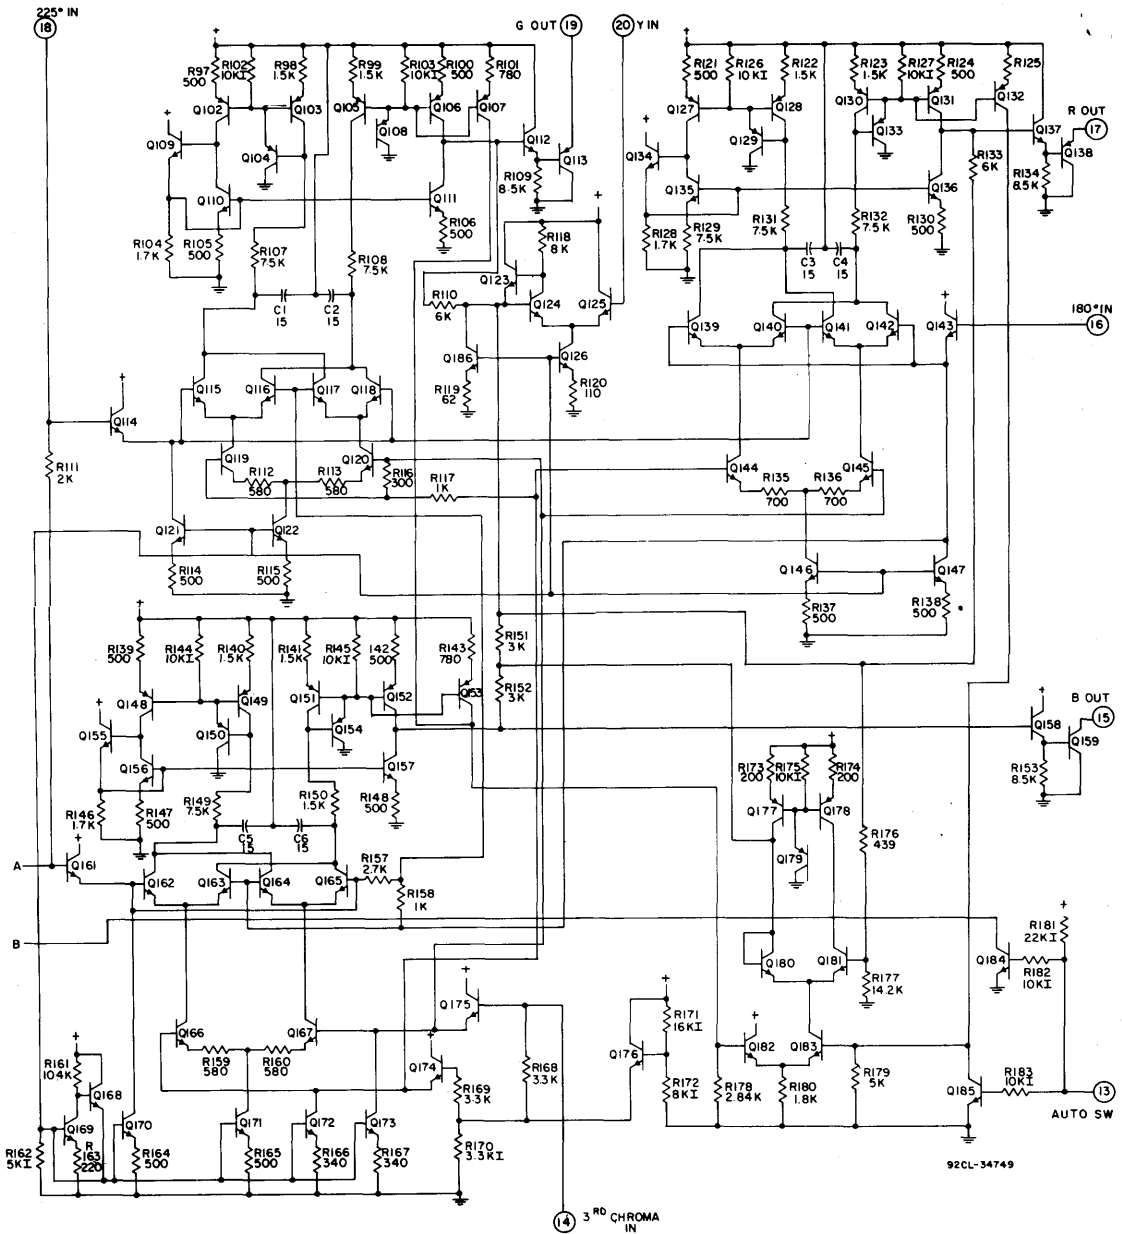 225° IN
18
G OUT 19
20 Y IN
R97
500
R102
10KI
R98
1.5K
R99
1.5K
R103
10KI
R100
500
R101
780
R121
500
R126
10KI
R122
1.5K
R123
1.5K
R127
10KI
R124
500
R125
Q102
Q103
Q105
Q106
Q107
Q108
Q127
Q128
Q130
Q131
Q132
Q133
R OUT
17
Q109
Q104
Q112
Q113
Q134
Q129
Q137
Q138
R133
6K
R134
8.5K
R109
8.5K
Q110
Q111
Q135
Q136
R104
1.7K
R105
500
R107
7.5K
R108
7.5K
R106
500
R118
8K
R128
1.7K
R129
7.5K
R131
7.5K
R132
7.5K
R130
500
C1
15
C2
15
R110
6K
Q123
Q124
Q125
C3
15
C4
15
Q139
Q140
Q141
Q142
Q143
180° IN
16
Q186
Q126
R119
62
R120
110
Q115
Q116
Q117
Q118
Q114
R111
2K
Q119
Q120
R112
580
R113
580
R116
300
R117
1K
Q144
Q145
R135
700
R136
700
Q121
Q122
R114
500
R115
500
Q146
Q147
R137
500
R138
500
R139
500
R144
10KI
R140
1.5K
R141
1.5K
R145
10KI
142
500
R143
780
R151
3K
R152
3K
Q148
Q149
Q151
Q152
Q153
Q155
Q150
Q154
Q156
Q157
B OUT
15
Q158
Q159
R153
8.5K
R146
1.7K
R147
500
R149
7.5K
R150
1.5K
R148
500
C5
15
C6
15
R173
200
R175
10KI
R174
200
Q177
Q178
Q179
R176
439
A
Q161
Q162
Q163
Q164
Q165
R157
2.7K
R158
1K
B
Q180
Q181
R177
14.2K
Q184
R181
22KI
R182
10KI
Q166
Q167
R159
580
R160
580
Q175
Q174
R168
3.3K
R169
3.3K
R170
3.3KI
Q176
R171
16KI
R172
8KI
Q182
Q183
R178
2.84K
R180
1.8K
R179
5K
Q185
R183
10KI
13
AUTO SW
R161
104K
Q168
Q169
Q170
Q171
Q172
Q173
R162
5KI
R
163
220
R164
500
R165
500
R166
340
R167
340
14 3RD CHROMA
IN
92CL-34749